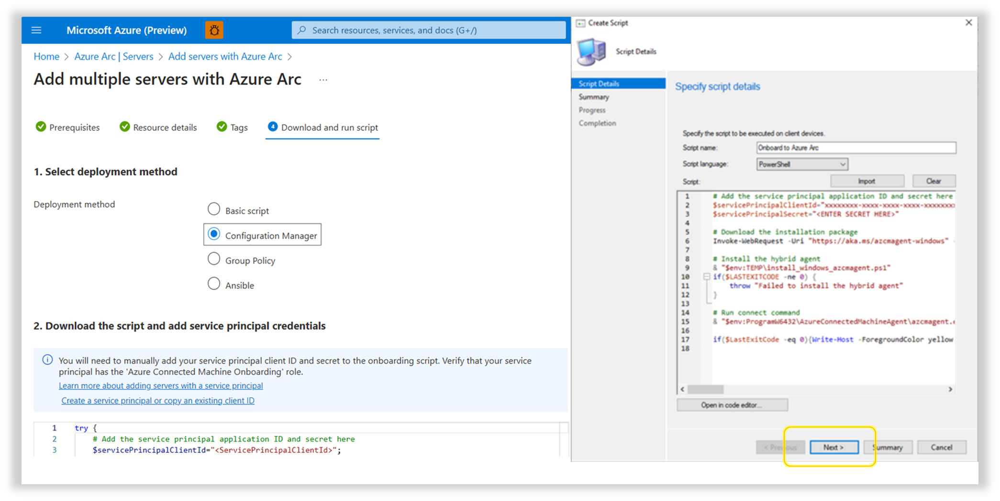 Microsoft Azure (Preview)
Search resources, services, and docs (G+/)
Home > Azure Arc | Servers > Add servers with Azure Arc >
Add multiple servers with Azure Arc ...
Prerequisites
Resource details
Tags
4 Download and run script
1. Select deployment method
Deployment method
Basic script
Configuration Manager
Group Policy
Ansible
2. Download the script and add service principal credentials
You will need to manually add your service principal client ID and secret to the onboarding script. Verify that your service
principal has the 'Azure Connected Machine Onboarding' role.
Learn more about adding servers with a service principal
Create a service principal or copy an existing client ID
1 try {
2 # Add the service principal application ID and secret here
3 $servicePrincipalClientId="<ServicePrincipalClientId>";
Create Script
Script Details
Script Details
Summary
Progress
Completion
Specify script details
Specify the script to be executed on client devices.
Script name: Onboard to Azure Arc
Script language: PowerShell
Script: Import Clear
1 # Add the service principal application ID and secret here
2 $servicePrincipalClientId="xxxxxxxx-xxxx-xxxx-xxxx-xxxxxxxx
3 $servicePrincipalSecret="<ENTER SECRET HERE>"
4
5 # Download the installation package
6 Invoke-WebRequest -Uri "https://aka.ms/azcmagent-windows" -
7
8 # Install the hybrid agent
9 & "$env:TEMP\install_windows_azcmagent.ps1"
10 if($LASTEXITCODE -ne 0) {
11 throw "Failed to install the hybrid agent"
12 }
13
14 # Run connect command
15 & "$env:ProgramW6432\AzureConnectedMachineAgent\azcmagent.e
16
17 if($LastExitCode -eq 0){Write-Host -ForegroundColor yellow
18
Open in code editor...
< Previous Next > Summary Cancel